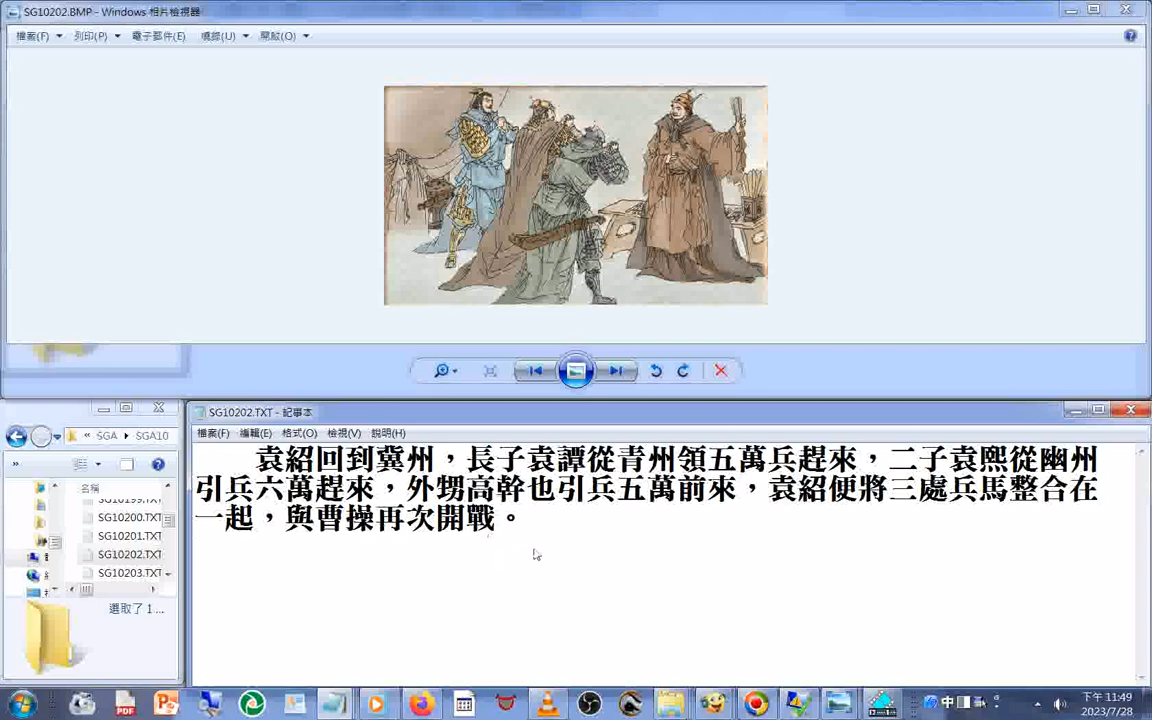 SG10202.BMP - Windows 相片檢視器
檔案(F) 列印(P) 電子郵件(E) 燒錄(U) 開啟(O)
SG10202.TXT - 記事本
檔案(F) 編輯(E) 格式(O) 檢視(V) 說明(H)
袁紹回到冀州，長子袁譚從青州領五萬兵趕來，二子袁熙從幽州
引兵六萬趕來，外甥高幹也引兵五萬前來，袁紹便將三處兵馬整合在
一起，與曹操再次開戰。
« SGA ▸ SGA10
名稱
SG10199.TXT
SG10200.TXT
SG10201.TXT
SG10202.TXT
SG10203.TXT
選取了 1 ...
PDF
中
下午 11:49
2023/7/28